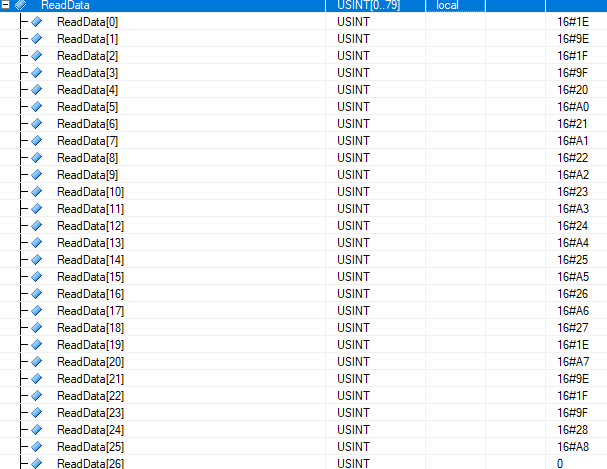 ReadData USINT[0..79] local
ReadData[0] USINT 16#1E
ReadData[1] USINT 16#9E
ReadData[2] USINT 16#1F
ReadData[3] USINT 16#9F
ReadData[4] USINT 16#20
ReadData[5] USINT 16#A0
ReadData[6] USINT 16#21
ReadData[7] USINT 16#A1
ReadData[8] USINT 16#22
ReadData[9] USINT 16#A2
ReadData[10] USINT 16#23
ReadData[11] USINT 16#A3
ReadData[12] USINT 16#24
ReadData[13] USINT 16#A4
ReadData[14] USINT 16#25
ReadData[15] USINT 16#A5
ReadData[16] USINT 16#26
ReadData[17] USINT 16#A6
ReadData[18] USINT 16#27
ReadData[19] USINT 16#1E
ReadData[20] USINT 16#A7
ReadData[21] USINT 16#9E
ReadData[22] USINT 16#1F
ReadData[23] USINT 16#9F
ReadData[24] USINT 16#28
ReadData[25] USINT 16#A8
ReadData[26] USINT 0